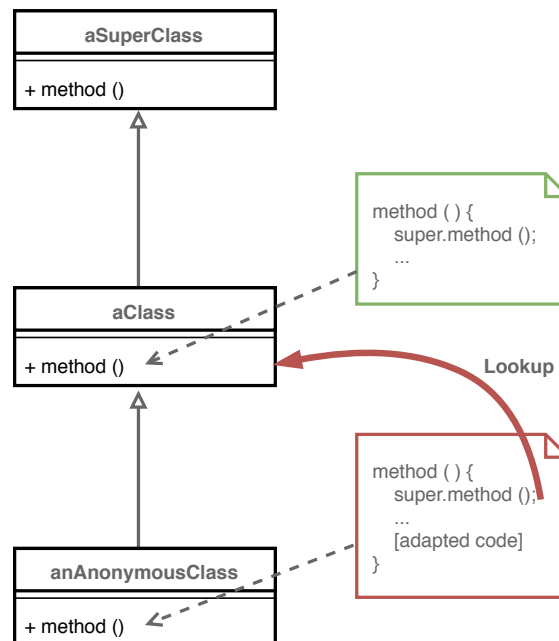 aSuperClass
+ method ()
method ( ) {
super.method ();
...
}
aClass
+ method ()
Lookup
method ( ) {
super.method ();
...
[adapted code]
}
anAnonymousClass
+ method ()